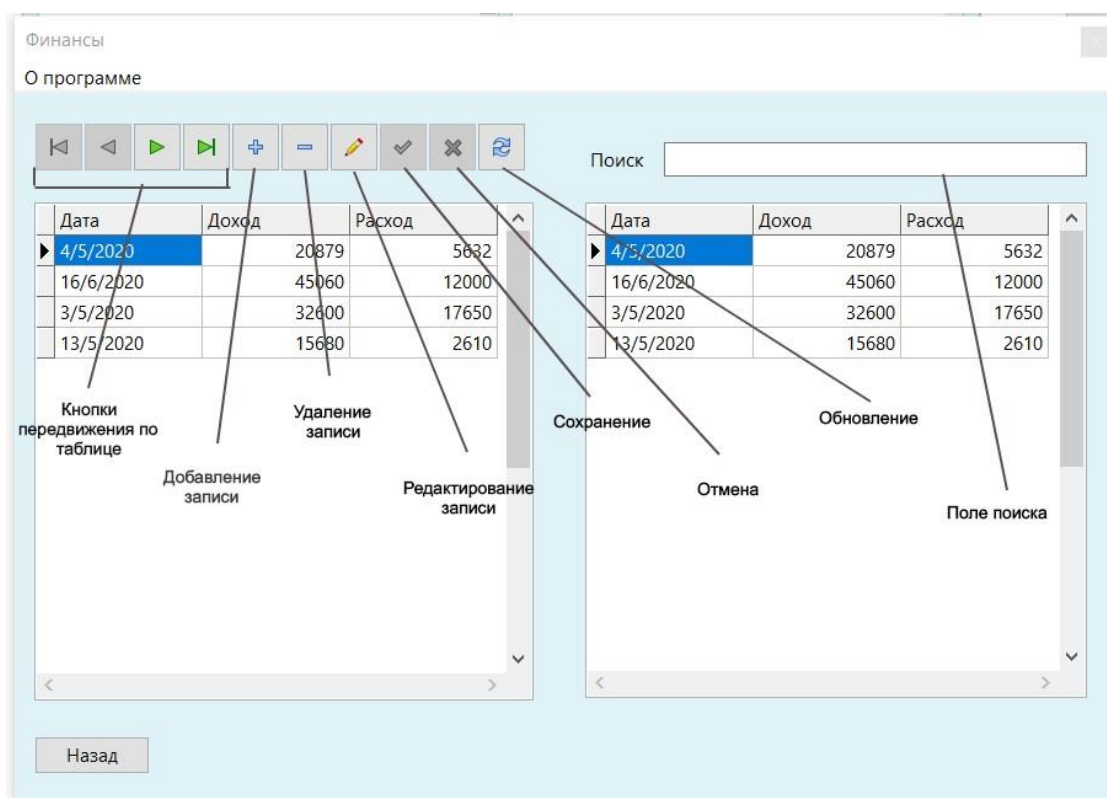 Финансы
О программе
Поиск
Дата Доход Расход
4/5/2020 20879 5632
16/6/2020 45060 12000
3/5/2020 32600 17650
13/5/2020 15680 2610
Дата Доход Расход
4/5/2020 20879 5632
16/6/2020 45060 12000
3/5/2020 32600 17650
13/5/2020 15680 2610
Кнопки
передвижения по
таблице
Добавление
записи
Удаление
записи
Редактирование
записи
Сохранение
Отмена
Обновление
Поле поиска
Назад